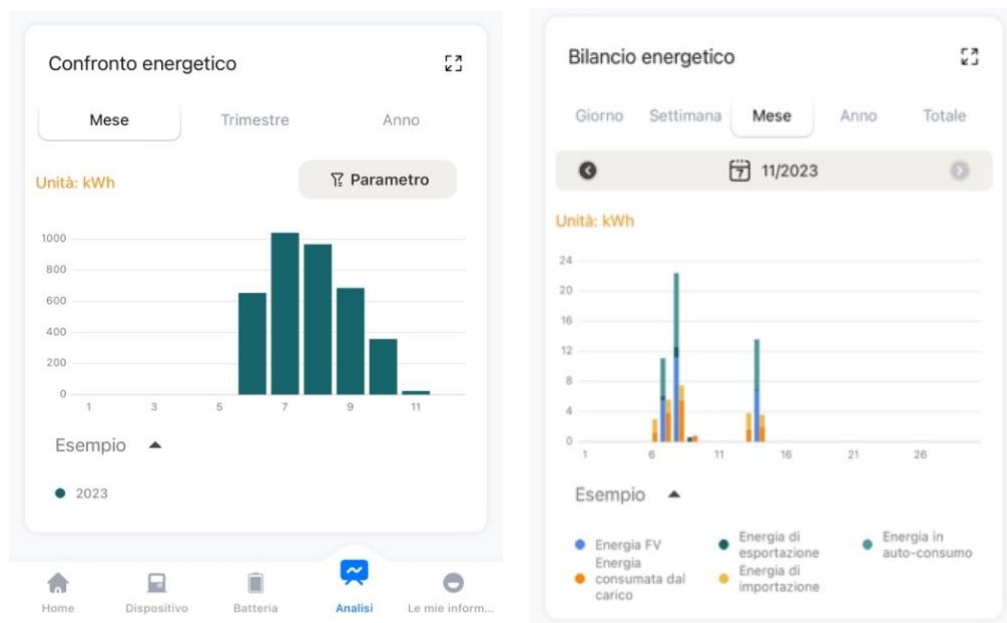 Confronto energetico
Mese Trimestre Anno
Unità: kWh
Parametro
1000
800
600
400
200
0
1 3 5 7 9 11
Esempio
2023
Home Dispositivo Batteria Analisi Le mie inform...
Bilancio energetico
Giorno Settimana Mese Anno Totale
7 11/2023
Unità: kWh
24
20
16
12
8
4
0
1 6 11 16 21 26
Esempio
Energia FV
Energia
consumata dal
carico
Energia di
esportazione
Energia di
importazione
Energia in
auto-consumo